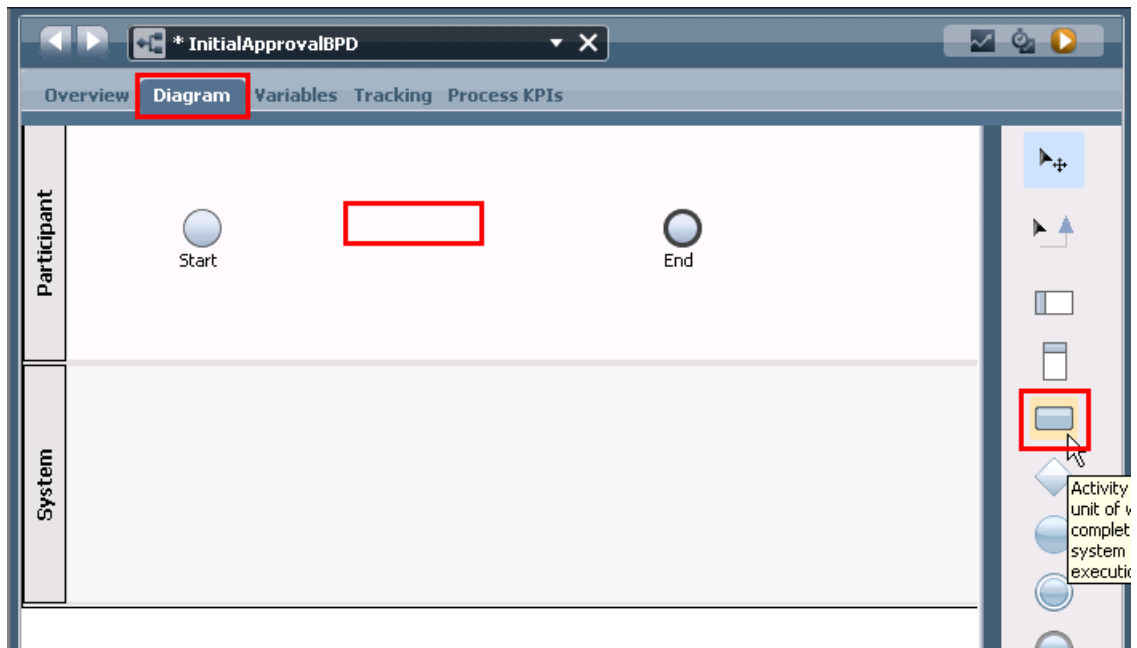 * InitialApprovalBPD
Overview Diagram Variables Tracking Process KPIs
Participant
Start
End
System
Activity
unit of
complet
system
executio